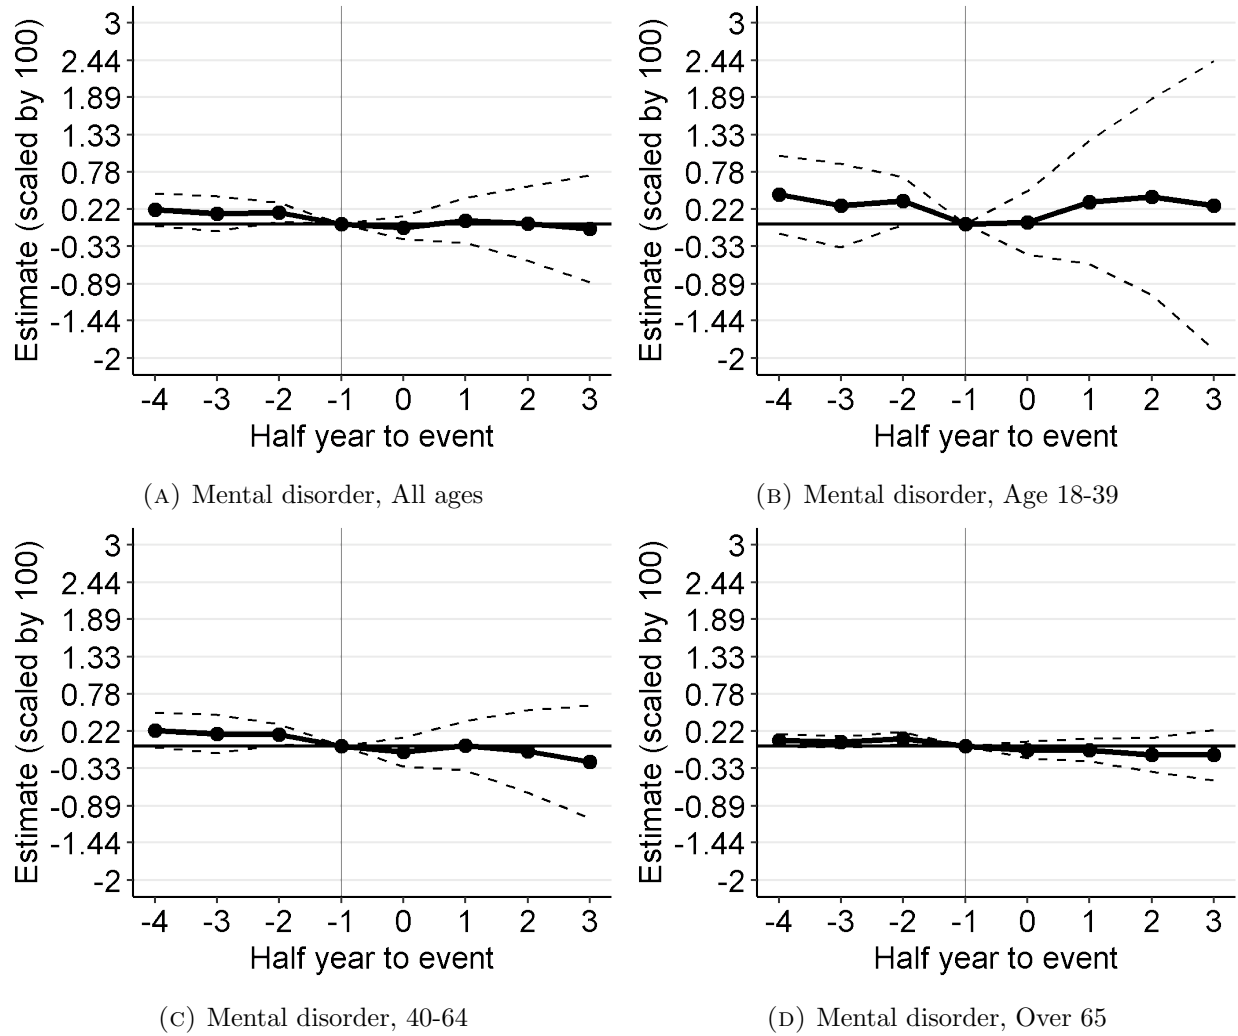 Estimate (scaled by 100)
3
2.44
1.89
1.33
0.78
0.22
-0.33
-0.89
-1.44
-2
-4 -3 -2 -1 0 1 2 3
Half year to event
(A) Mental disorder, All ages
Estimate (scaled by 100)
3
2.44
1.89
1.33
0.78
0.22
-0.33
-0.89
-1.44
-2
-4 -3 -2 -1 0 1 2 3
Half year to event
(B) Mental disorder, Age 18-39
Estimate (scaled by 100)
3
2.44
1.89
1.33
0.78
0.22
-0.33
-0.89
-1.44
-2
-4 -3 -2 -1 0 1 2 3
Half year to event
(C) Mental disorder, 40-64
Estimate (scaled by 100)
3
2.44
1.89
1.33
0.78
0.22
-0.33
-0.89
-1.44
-2
-4 -3 -2 -1 0 1 2 3
Half year to event
(D) Mental disorder, Over 65